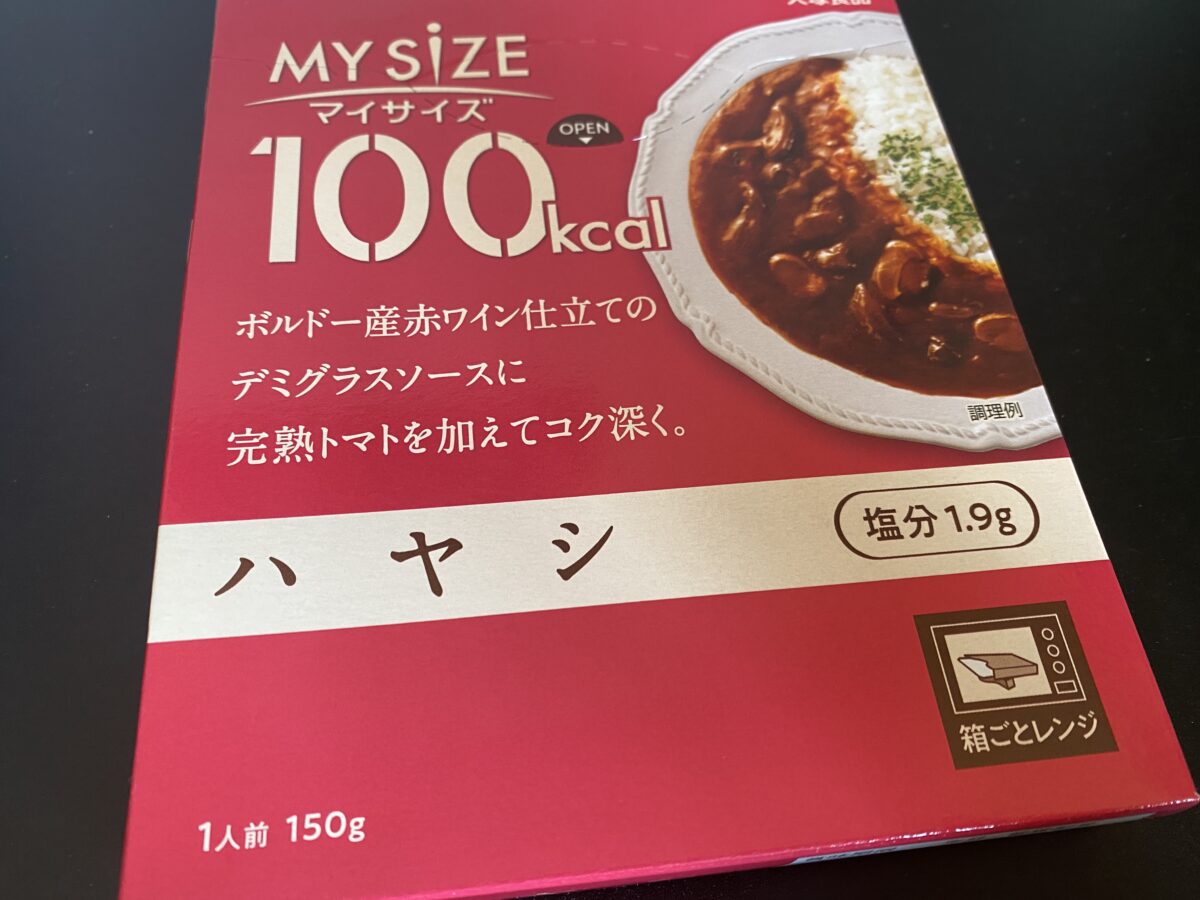 MY SiZE
マイサイズ
100kcal
OPEN
ボルドー産赤ワイン仕立ての
デミグラスソースに
完熟トマトを加えてコク深く。
調理例
ハヤシ
塩分 1.9g
箱ごとレンジ
1人前 150g